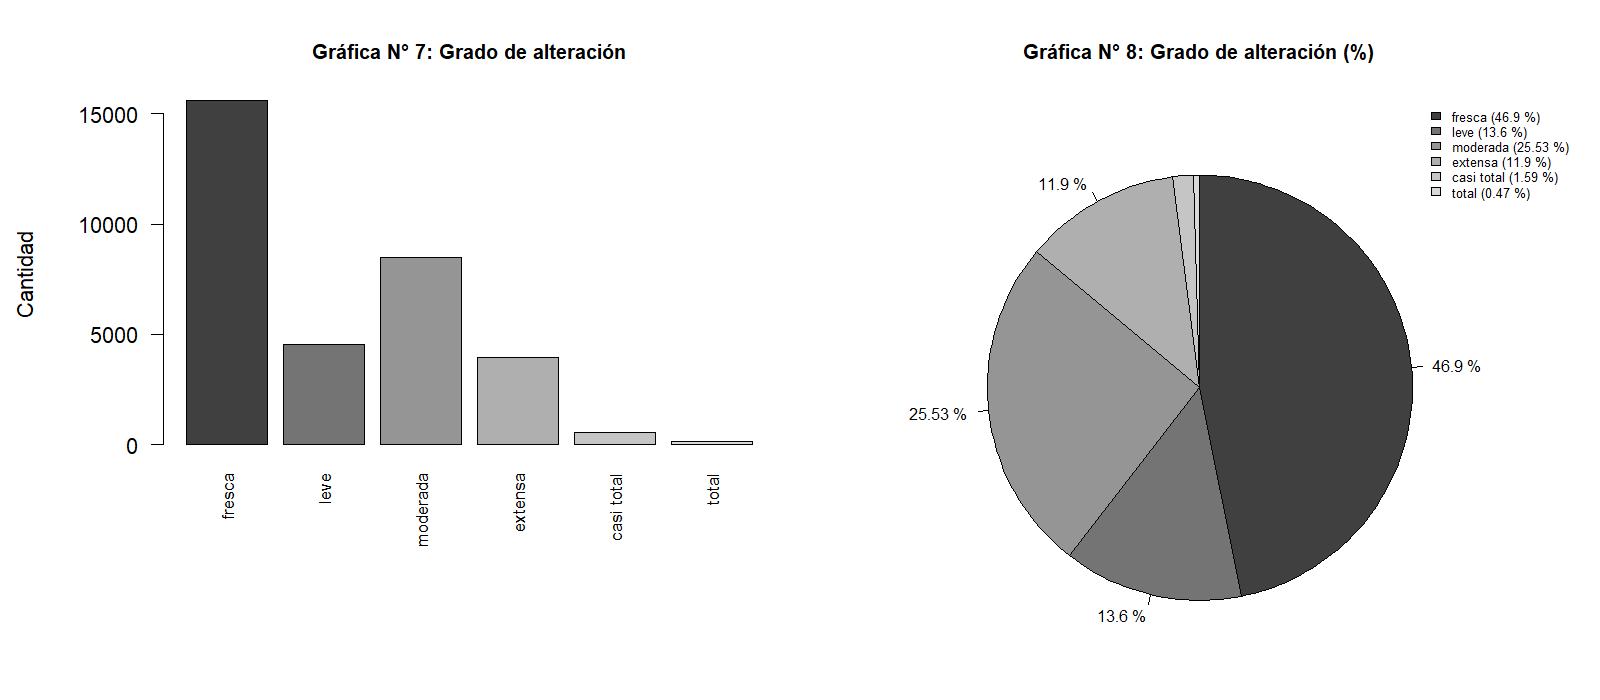 Gráfica N° 7: Grado de alteración
Cantidad
15000
10000
5000
0
fresca
leve
moderada
extensa
casi total
total
Gráfica N° 8: Grado de alteración (%)
fresca (46.9 %)
leve (13.6 %)
moderada (25.53 %)
extensa (11.9 %)
casi total (1.59 %)
total (0.47 %)
11.9 %
46.9 %
25.53 %
13.6 %